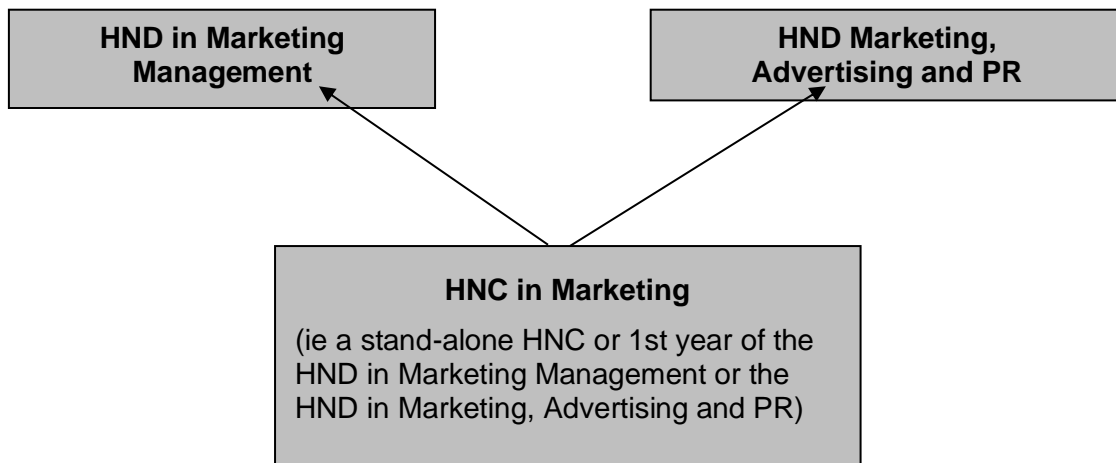 HND in Marketing
Management
HND Marketing,
Advertising and PR
HNC in Marketing
(ie a stand-alone HNC or 1st year of the
HND in Marketing Management or the
HND in Marketing, Advertising and PR)